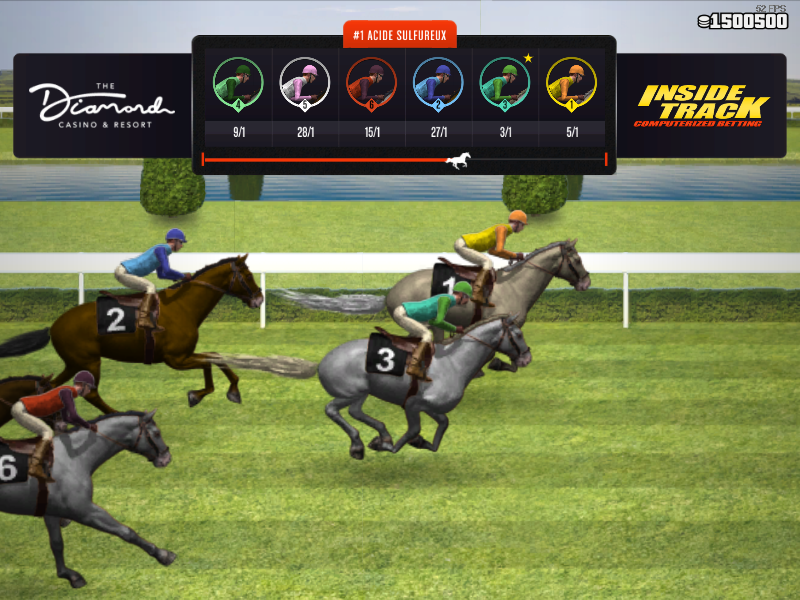 52 FPS
1500500
#1 ACIDE SULFUREUX
THE
Diamond
CASINO & RESORT
4 5 6 2 3 1
9/1 28/1 15/1 27/1 3/1 5/1
INSIDE
TRACK
COMPUTERIZED BETTING
1
2
3
6